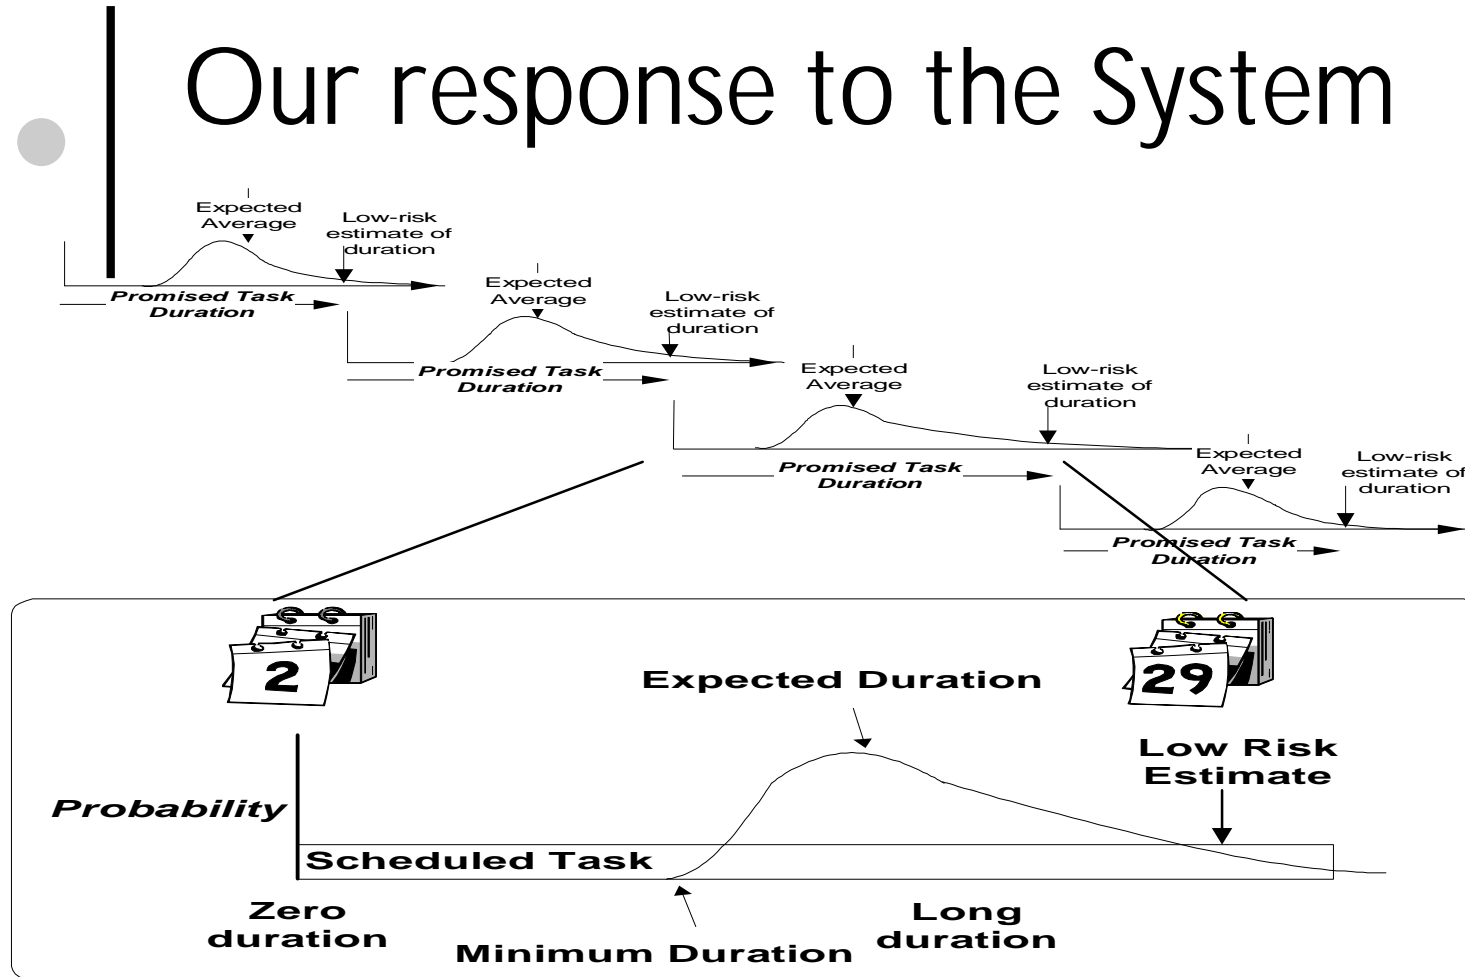 Our response to the System
Expected
Average
Low-risk
estimate of
duration
Promised Task
Duration
Expected
Average
Low-risk
estimate of
duration
Promised Task
Duration
Expected
Average
Low-risk
estimate of
duration
Promised Task
Duration
Expected
Average
Low-risk
estimate of
duration
Promised Task
Duration
2
29
Expected Duration
Low Risk
Estimate
Probability
Scheduled Task
Zero
duration
Minimum Duration
Long
duration